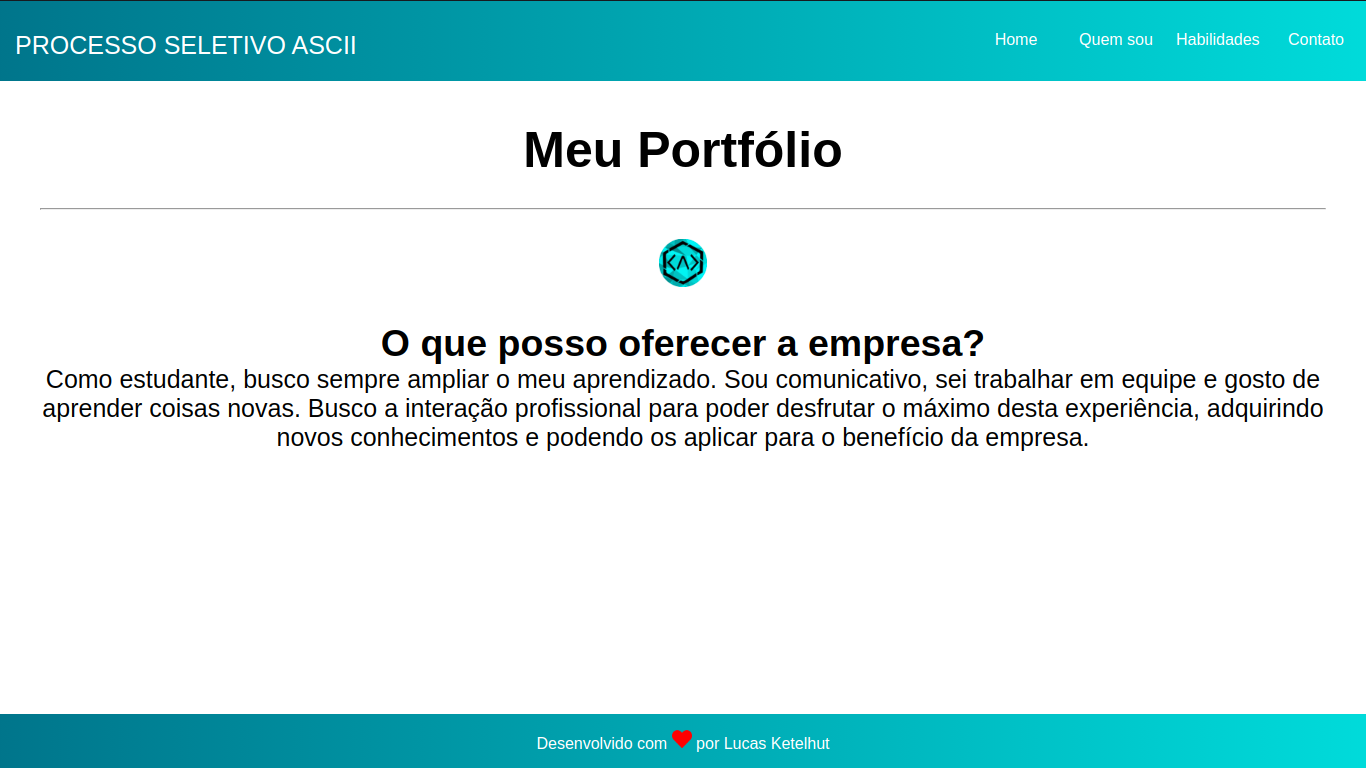 PROCESSO SELETIVO ASCII
Home Quem sou Habilidades Contato
Meu Portfólio
<A>
O que posso oferecer a empresa?
Como estudante, busco sempre ampliar o meu aprendizado. Sou comunicativo, sei trabalhar em equipe e gosto de
aprender coisas novas. Busco a interação profissional para poder desfrutar o máximo desta experiência, adquirindo
novos conhecimentos e podendo os aplicar para o benefício da empresa.
Desenvolvido com ❤ por Lucas Ketelhut